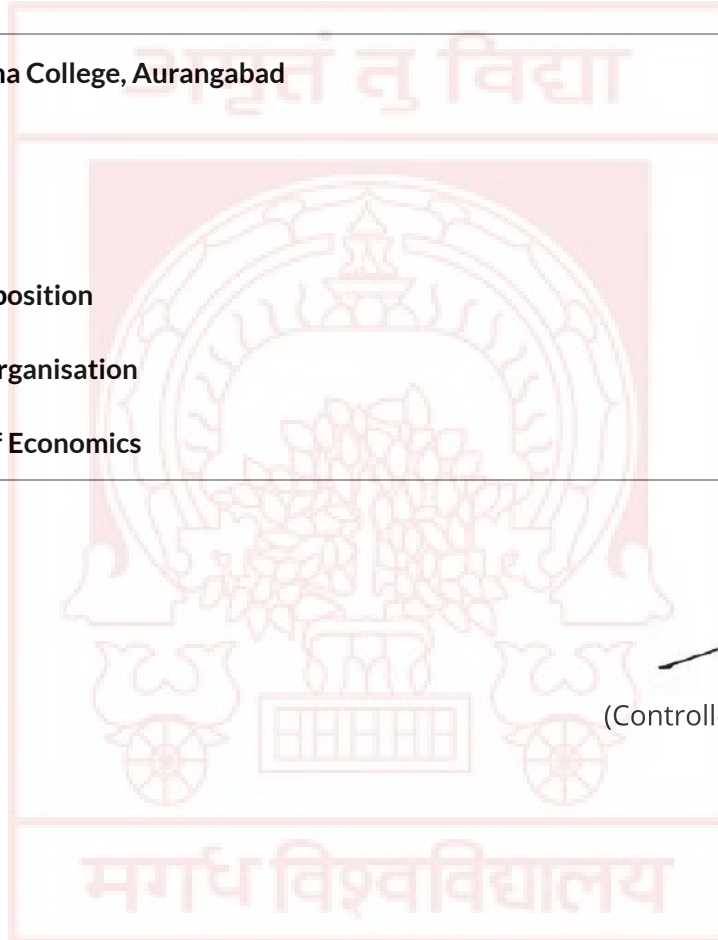 अमृतं तु विद्या
na College, Aurangabad
position
rganisation
f Economics
(Controll
मगध विश्वविद्यालय